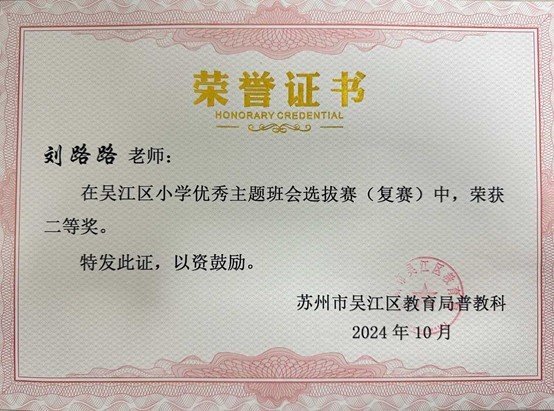 荣誉证书
HONORARY CREDENTIAL
刘路路 老师：
在吴江区小学优秀主题班会选拔赛（复赛）中，荣获
二等奖。
特发此证，以资鼓励。
苏州市吴江区教育局普教科
2024 年 10 月